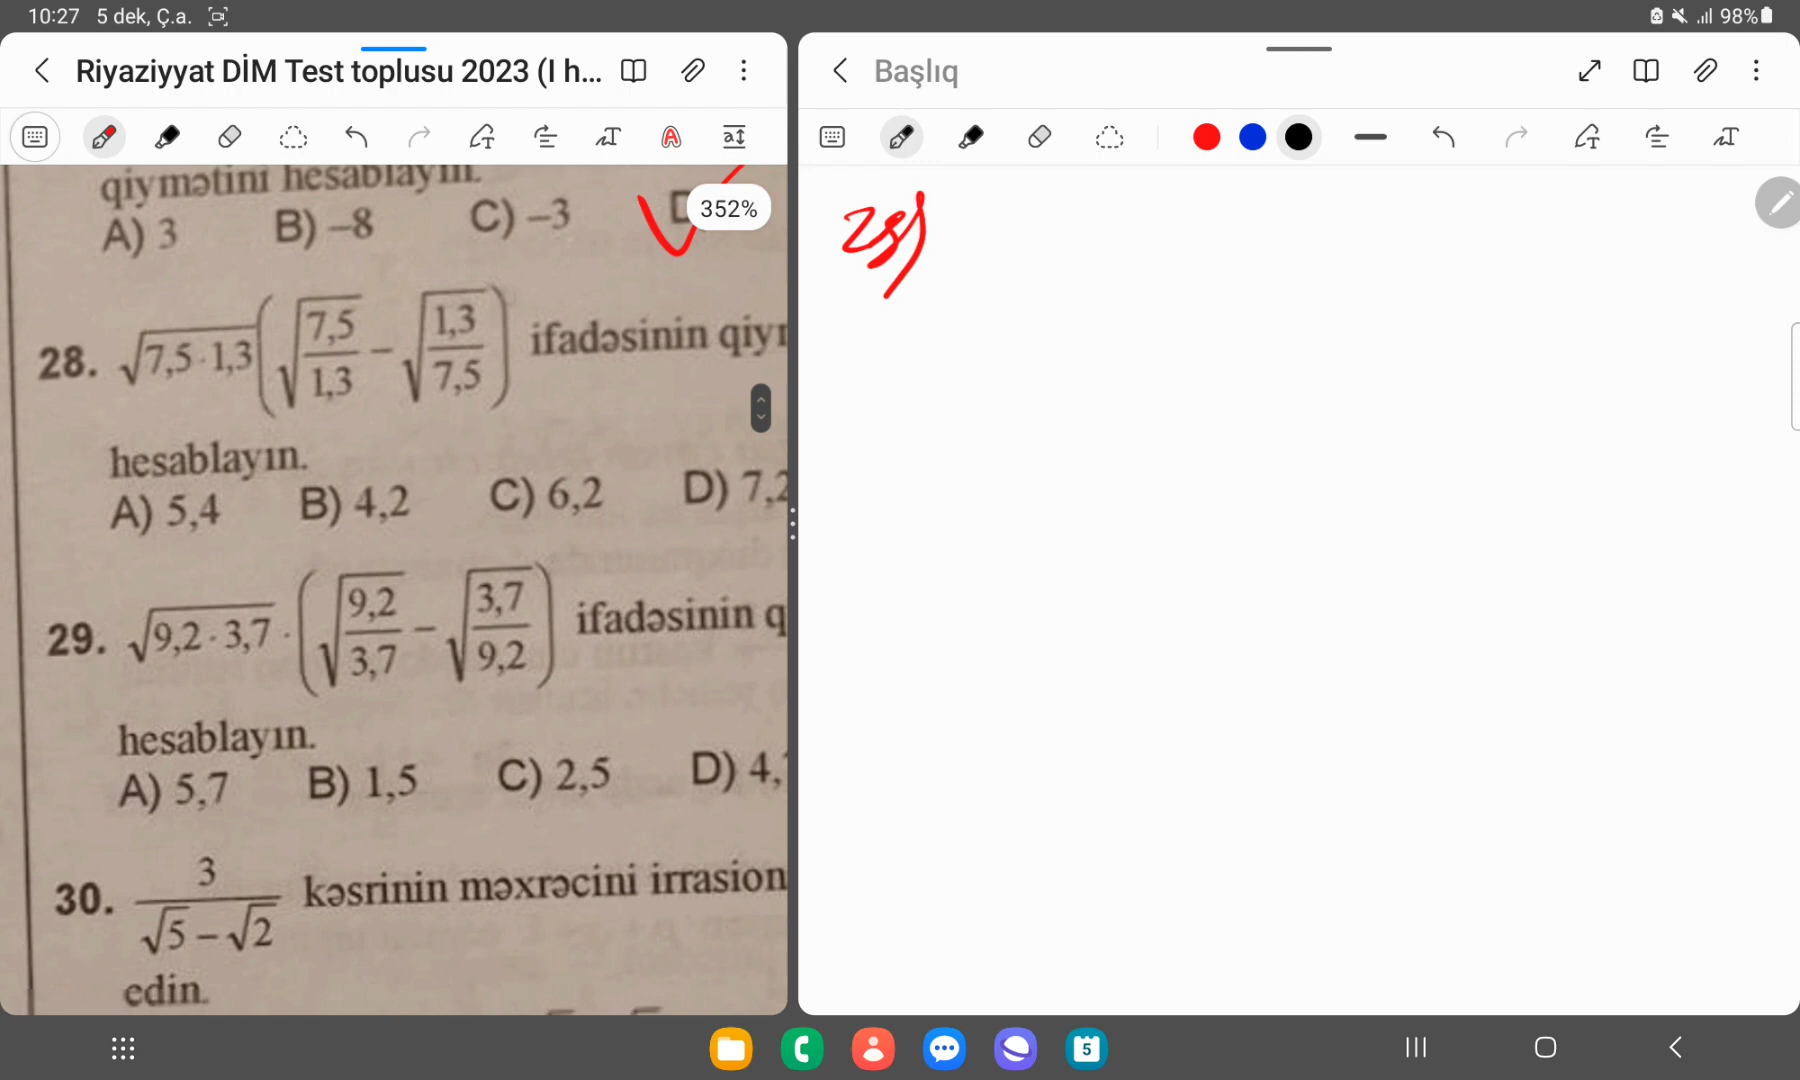 10:27 5 dek, Ç.a. 98%
Riyaziyyat DİM Test toplusu 2023 (I h...
Başlıq
qiymətini hesablayın.
A) 3 B) –8 C) –3
352%
28. √7,5·1,3 (√7,5/1,3 – √1,3/7,5) ifadəsinin
hesablayın.
A) 5,4 B) 4,2 C) 6,2 D) 7,2
29. √9,2·3,7 · (√9,2/3,7 – √3,7/9,2) ifadəsinin
hesablayın.
A) 5,7 B) 1,5 C) 2,5 D) 4,
30. 3/(√5 – √2) kəsrinin məxrəcini irrasion
edin.
28)
5